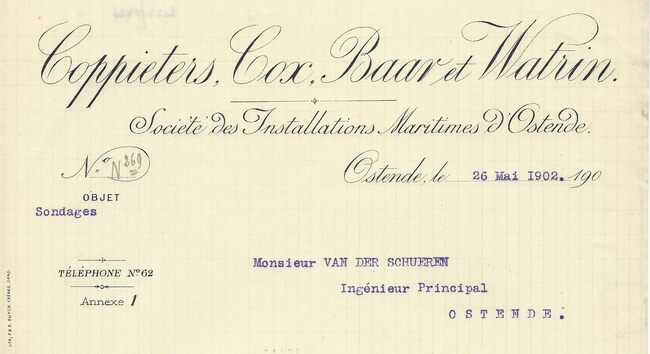 Coppieters, Cox, Baar et Watrin.
Société des Installations Maritimes d'Ostende.
N.o N 269
Ostende, le 26 Mai 1902. 190
OBJET
Sondages
TÉLÉPHONE No 62
Annexe 1
Monsieur VAN DER SCHUEREN
Ingénieur Principal
OSTENDE.